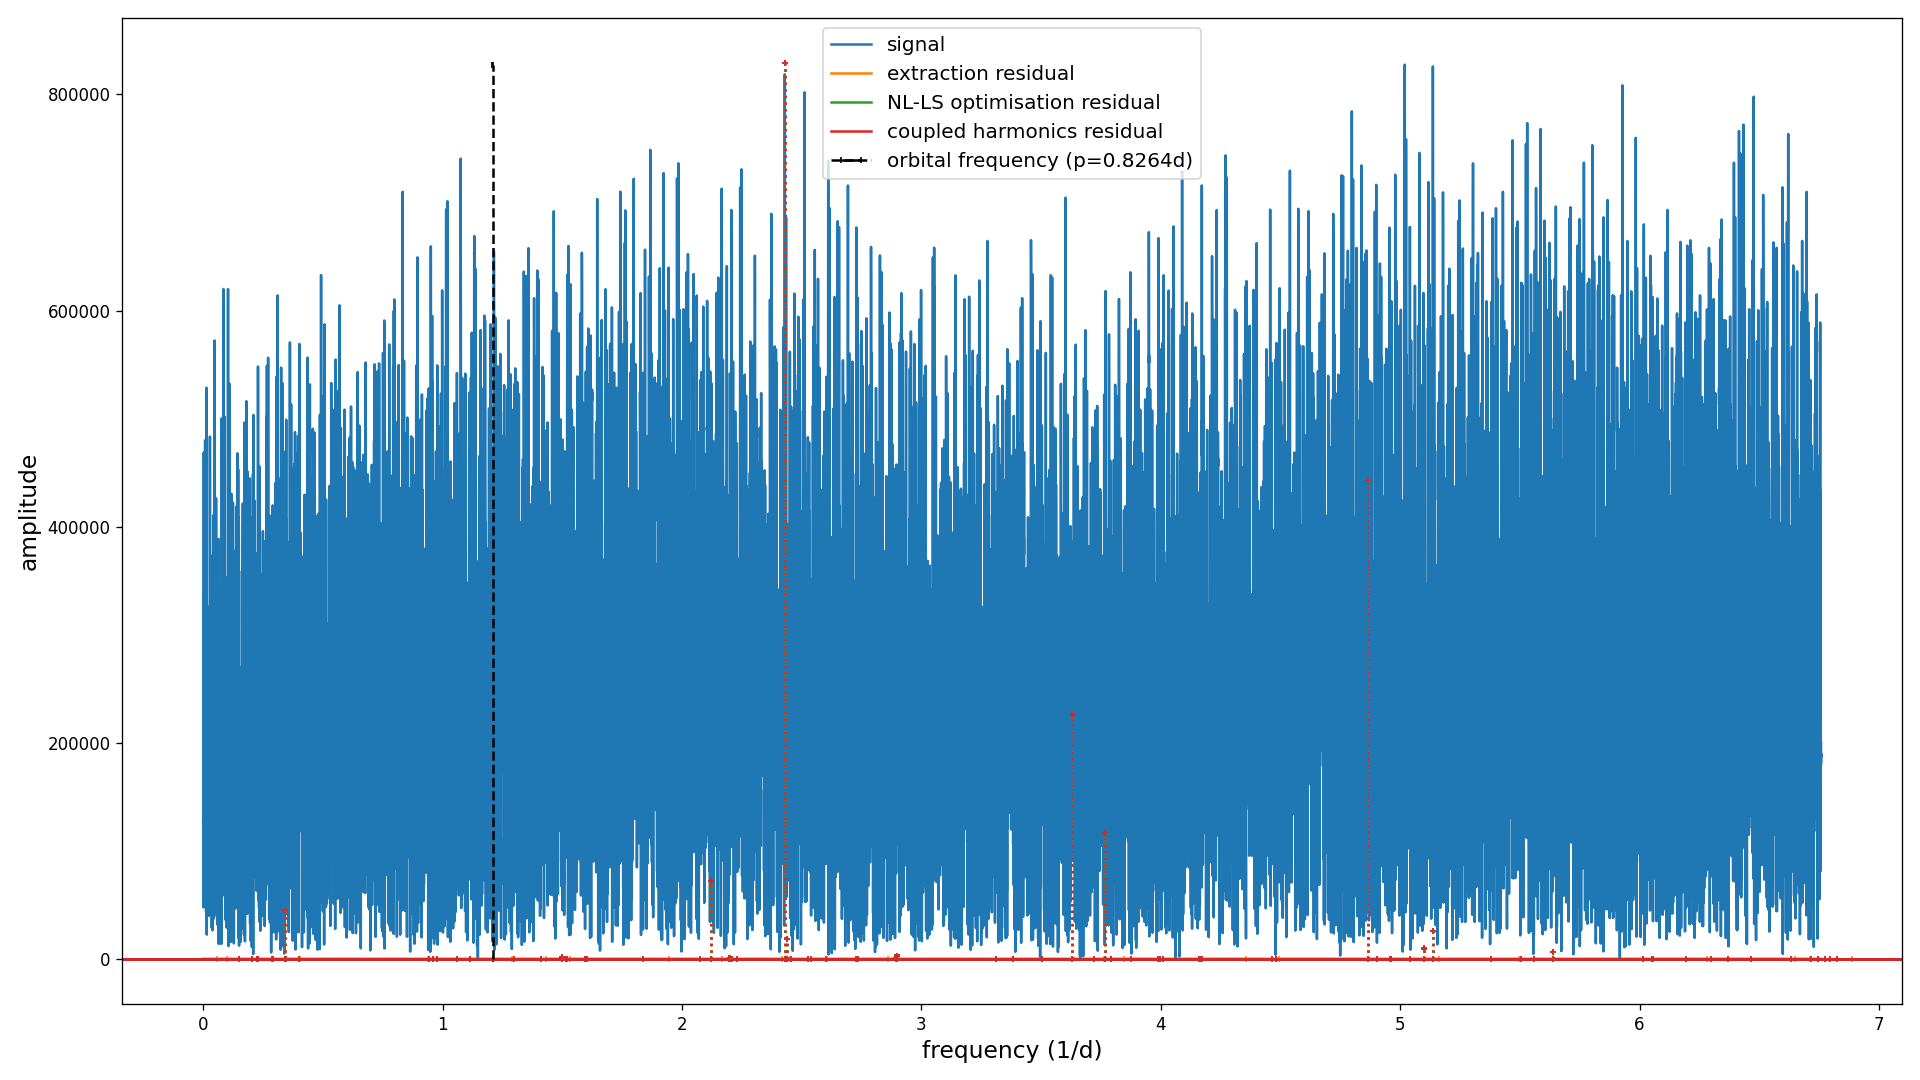 signal
extraction residual
NL-LS optimisation residual
coupled harmonics residual
orbital frequency (p=0.8264d)
amplitude
800000
600000
400000
200000
0
0 1 2 3 4 5 6 7
frequency (1/d)